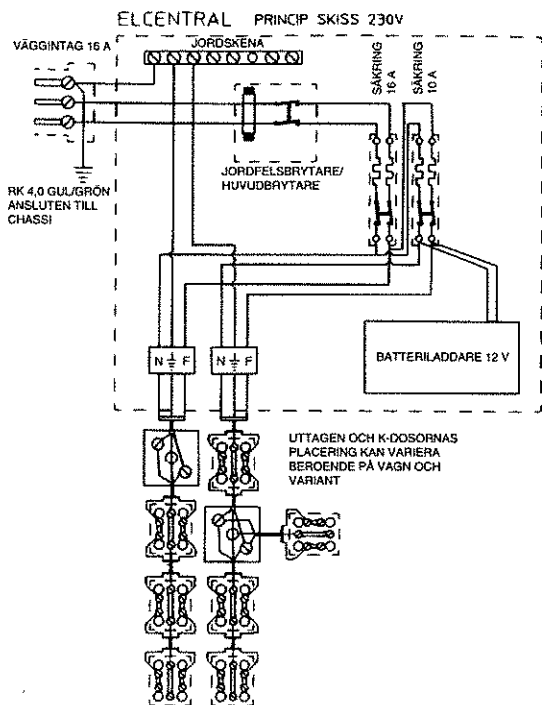 ELCENTRAL PRINCIP SKISS 230V
VÄGGINTAG 16 A
JORDSKENA
SÄKRING
16 A
SÄKRING
10 A
JORDFELSBRYTARE/
HUVUDBRYTARE
RK 4,0 GUL/GRÖN
ANSLUTEN TILL
CHASSI
N F
N F
BATTERILADDARE 12 V
UTTAGEN OCH K-DOSORNAS
PLACERING KAN VARIERA
BEROENDE PÅ VAGN OCH
VARIANT